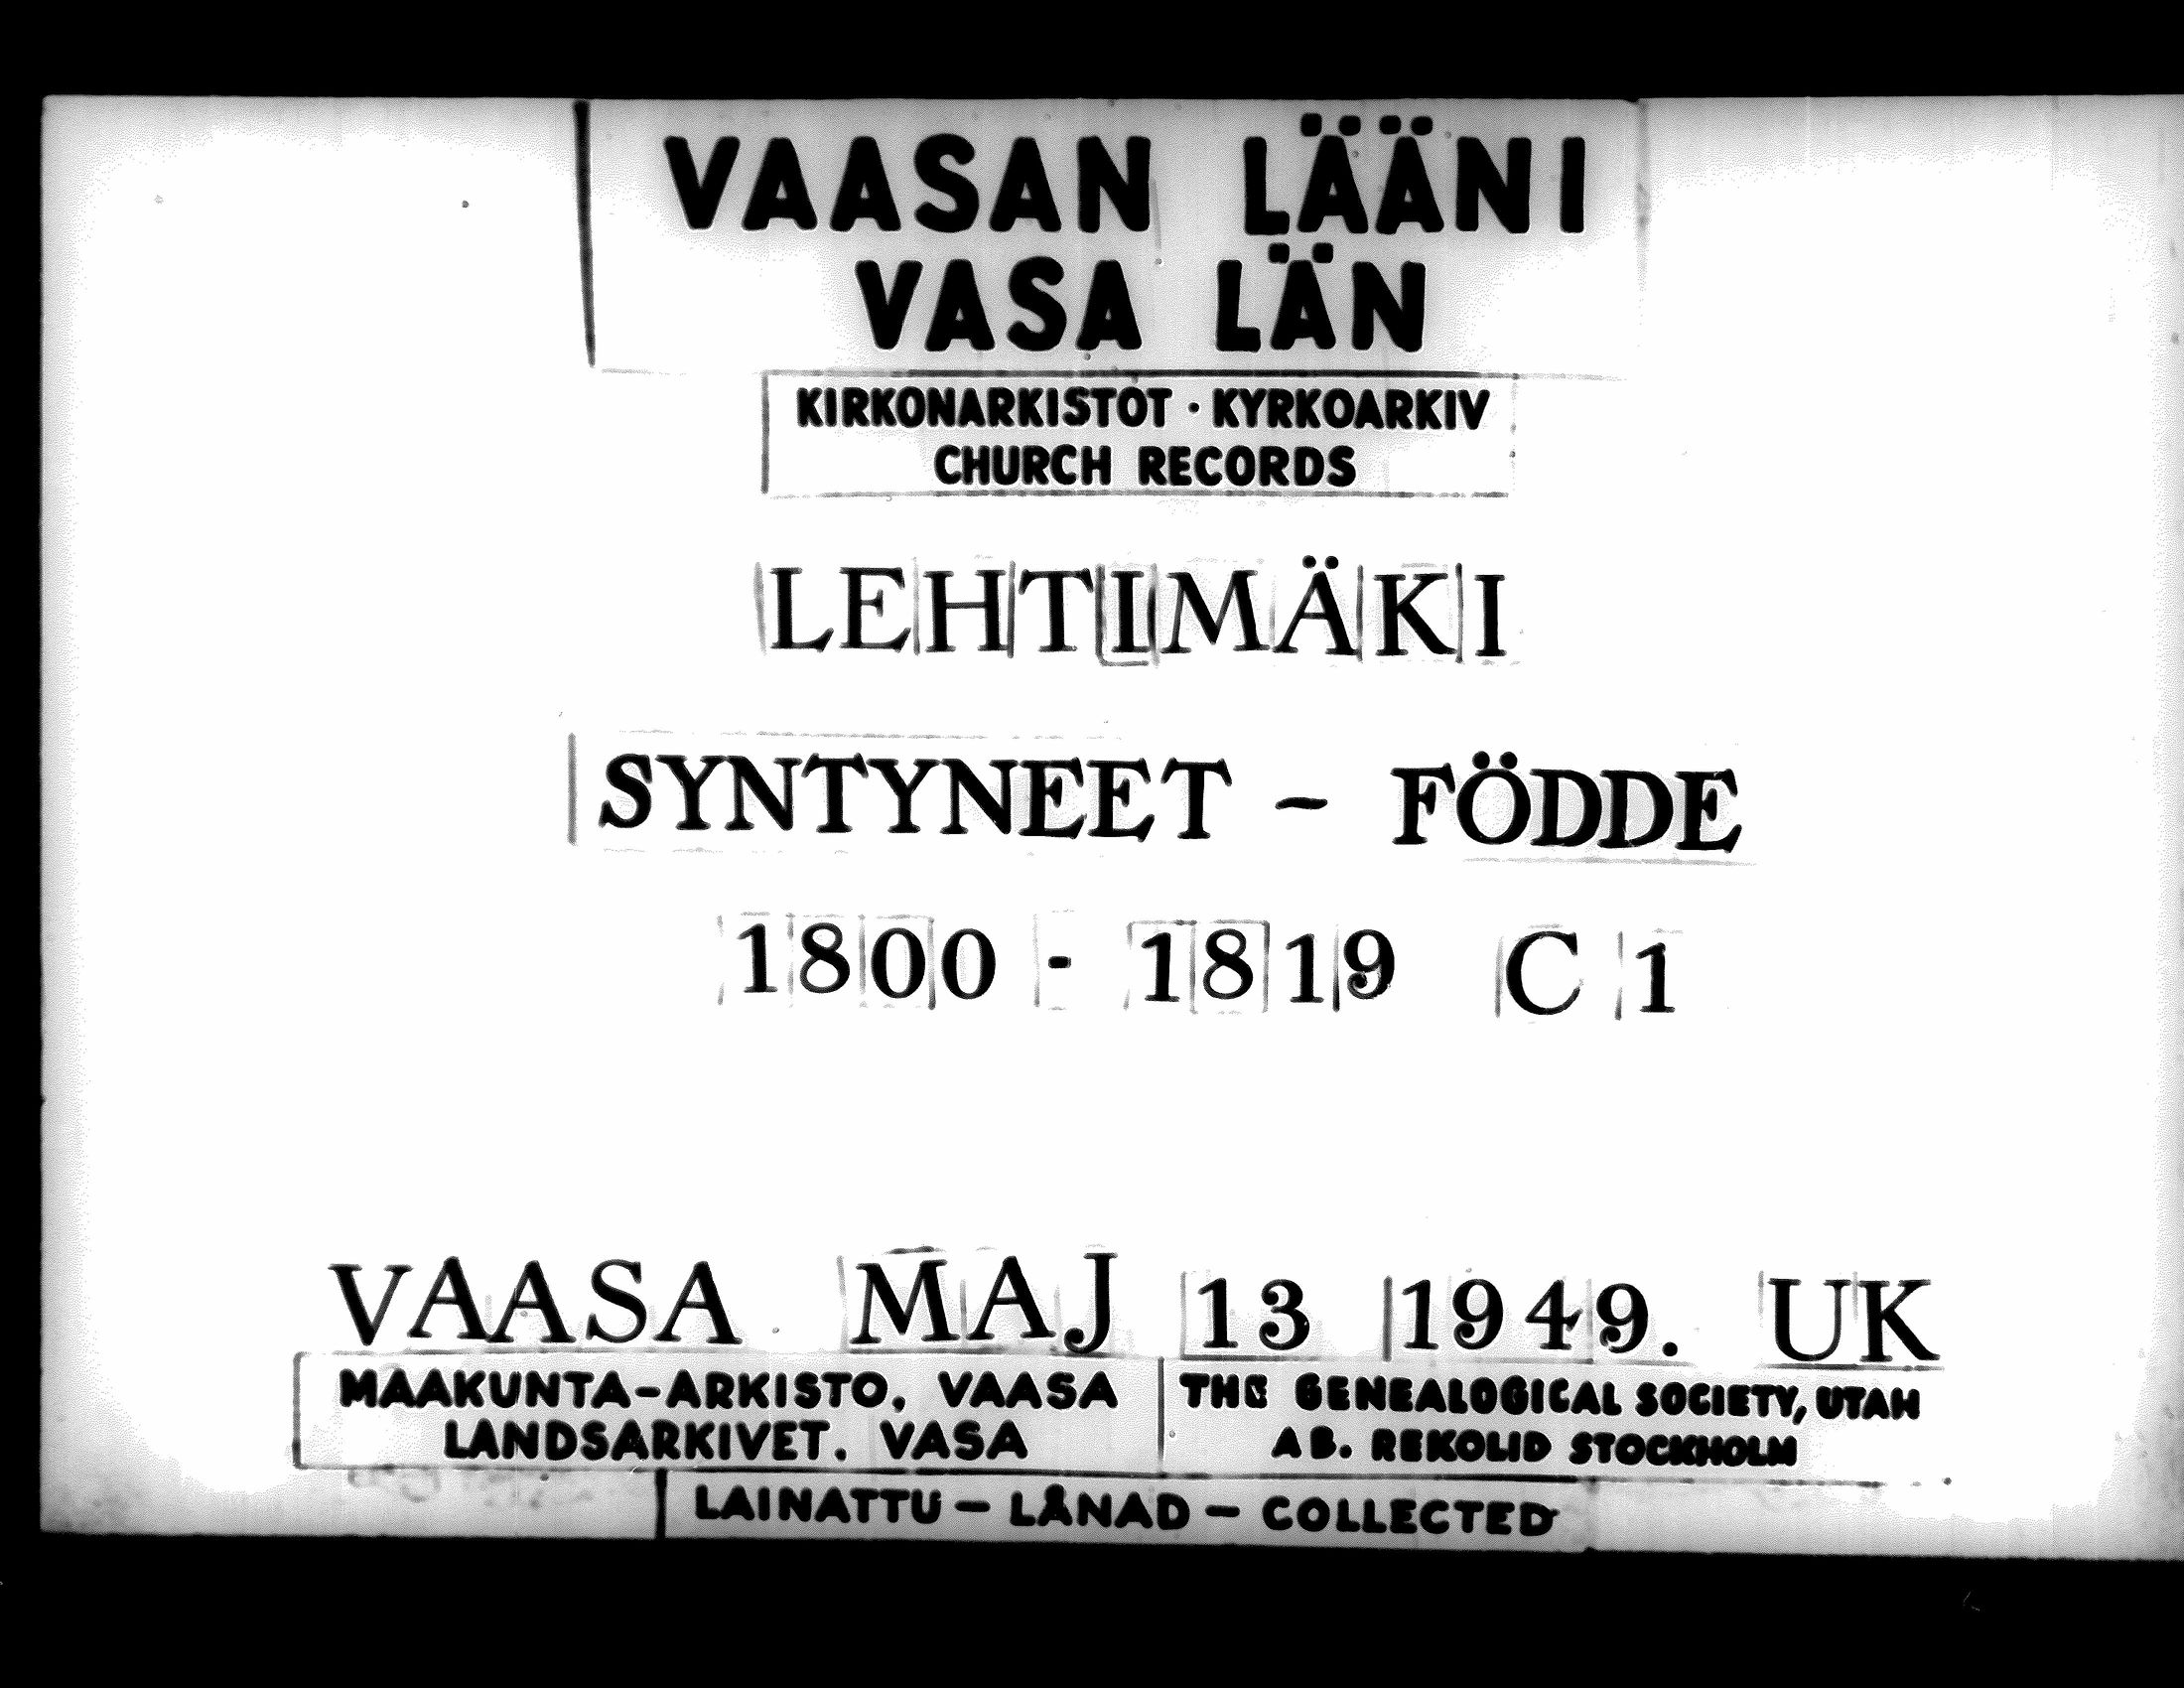 VAASAN LÄÄNI
VASA LÄN
KIRKONARKISTOT · KYRKOARKIV
CHURCH RECORDS
LEHTIMÄKI
SYNTYNEET – FÖDDE
1800 - 1819 C 1
VAASA MAJ 13 1949. UK
MAAKUNTA-ARKISTO, VAASA
LANDSARKIVET. VASA
THE GENEALOGICAL SOCIETY, UTAH
AB. REKOLID STOCKHOLM
LAINATTU – LÅNAD – COLLECTED